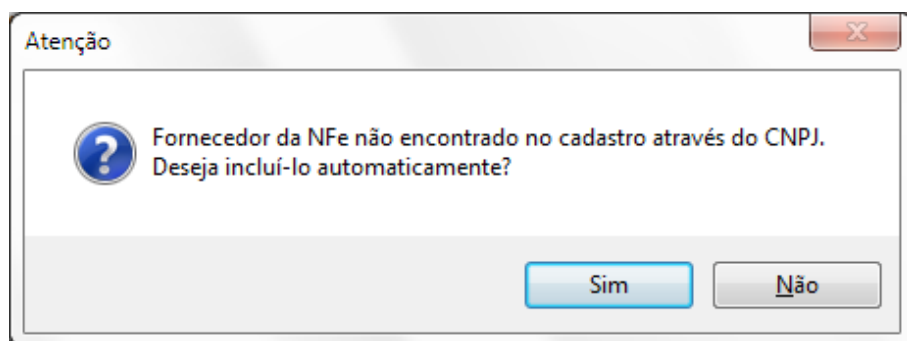 Atenção
Fornecedor da NFe não encontrado no cadastro através do CNPJ.
Deseja incluí-lo automaticamente?
Sim
Não